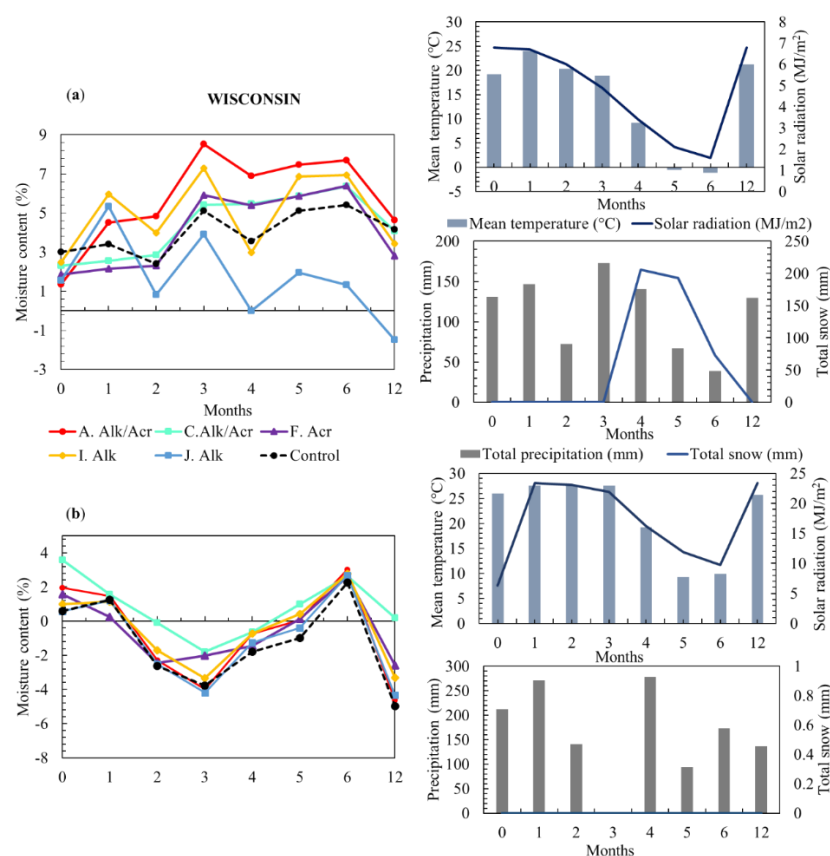 (a)
WISCONSIN
Moisture content (%)
9
7
5
3
1
-1
-3
0 1 2 3 4 5 6 12
Months
A. Alk/Acr C.Alk/Acr F. Acr
I. Alk J. Alk Control
Mean temperature (°C)
30
25
20
15
10
5
0
-5
Solar radiation (MJ/m²)
8
7
6
5
4
3
2
1
0
0 1 2 3 4 5 6 12
Months
Mean temperature (°C) Solar radiation (MJ/m2)
Precipitation (mm)
200
150
100
50
0
Total snow (mm)
250
200
150
100
50
0
0 1 2 3 4 5 6 12
Months
Total precipitation (mm) Total snow (mm)
(b)
Moisture content (%)
4
2
0
-2
-4
-6
-8
0 1 2 3 4 5 6 12
Mean temperature (°C)
30
25
20
15
10
5
0
Solar radiation (MJ/m²)
25
20
15
10
5
0
0 1 2 3 4 5 6 12
Months
Precipitation (mm)
300
250
200
150
100
50
0
Total snow (mm)
1
0.8
0.6
0.4
0.2
0
0 1 2 3 4 5 6 12
Months